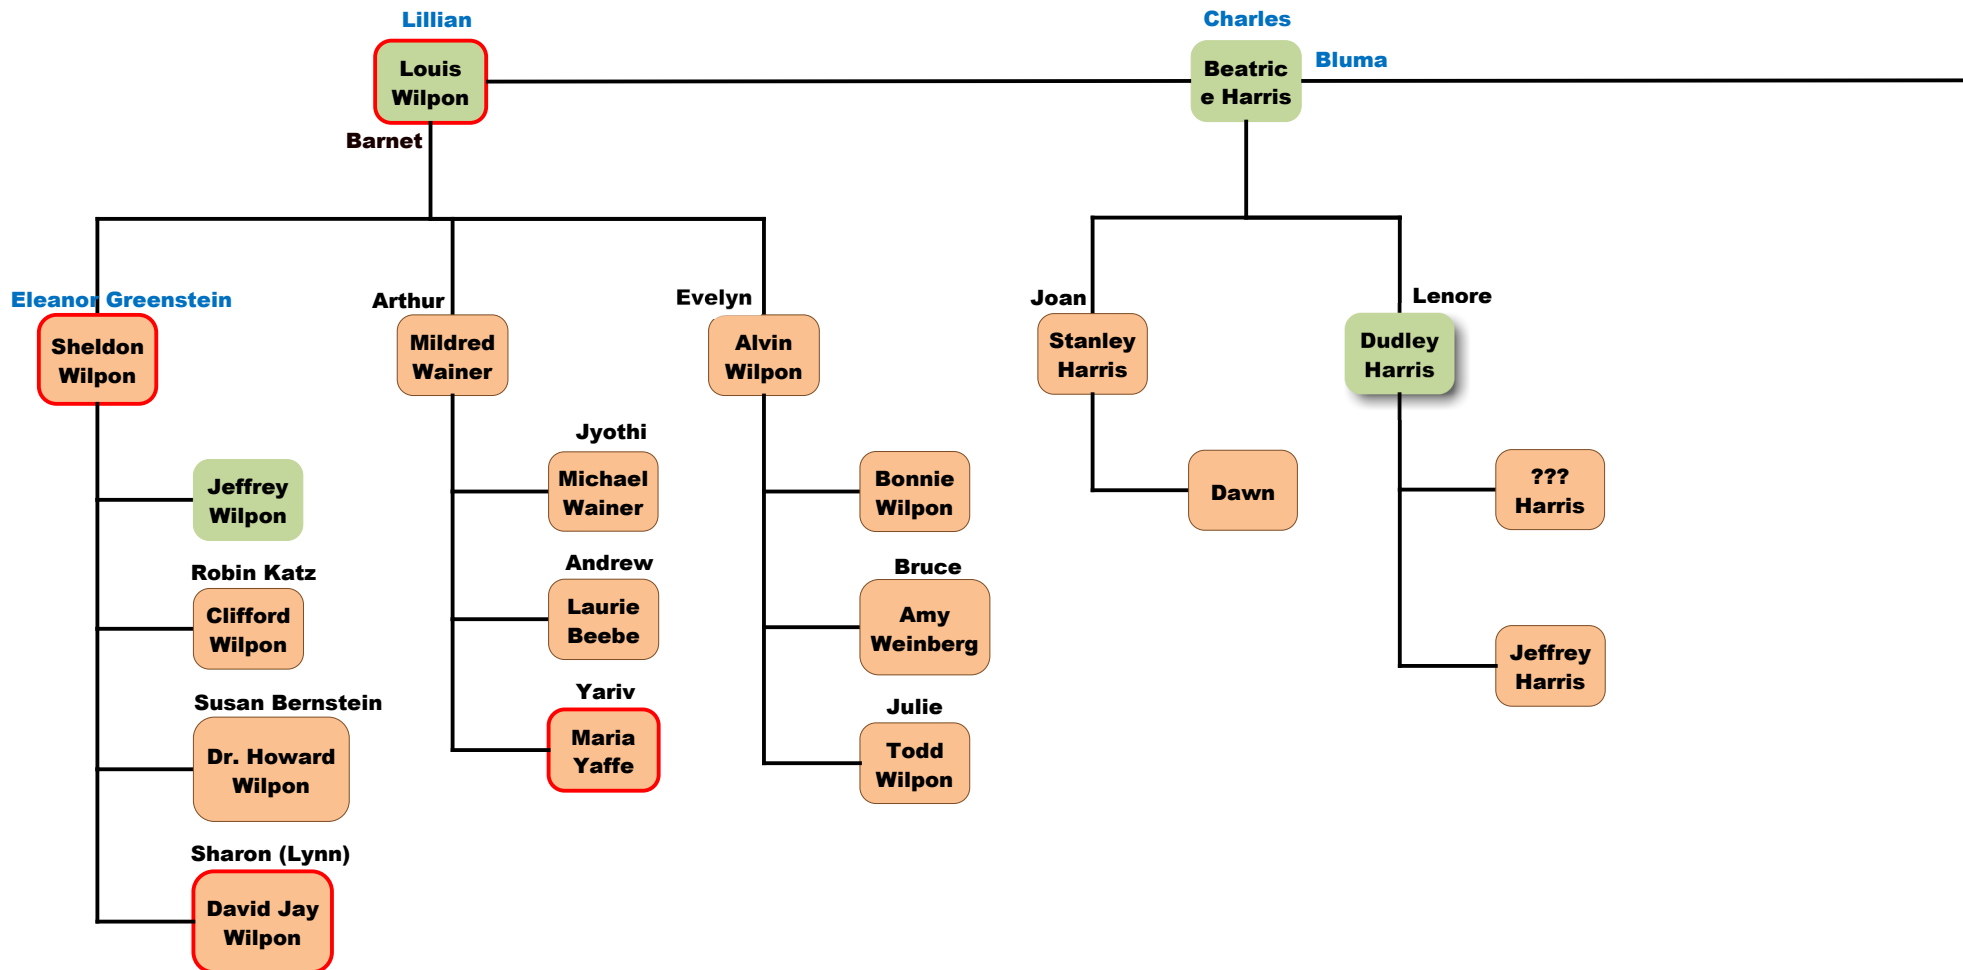 Lillian
Charles
Louis
Wilpon
Beatric
e Harris
Bluma
Barnet
Eleanor Greenstein
Arthur
Evelyn
Joan
Lenore
Sheldon
Wilpon
Mildred
Wainer
Alvin
Wilpon
Stanley
Harris
Dudley
Harris
Jeffrey
Wilpon
Jyothi
Michael
Wainer
Bonnie
Wilpon
Dawn
???
Harris
Robin Katz
Clifford
Wilpon
Andrew
Laurie
Beebe
Bruce
Amy
Weinberg
Jeffrey
Harris
Susan Bernstein
Dr. Howard
Wilpon
Yariv
Maria
Yaffe
Julie
Todd
Wilpon
Sharon (Lynn)
David Jay
Wilpon